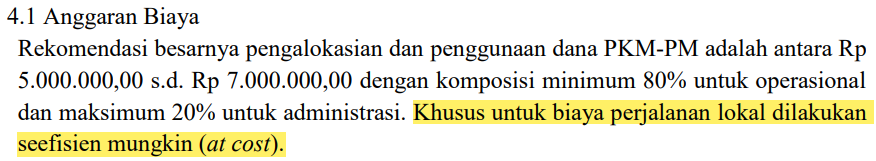 4.1 Anggaran Biaya
Rekomendasi besarnya pengalokasian dan penggunaan dana PKM-PM adalah antara Rp
5.000.000,00 s.d. Rp 7.000.000,00 dengan komposisi minimum 80% untuk operasional
dan maksimum 20% untuk administrasi. Khusus untuk biaya perjalanan lokal dilakukan
seefisien mungkin (at cost).